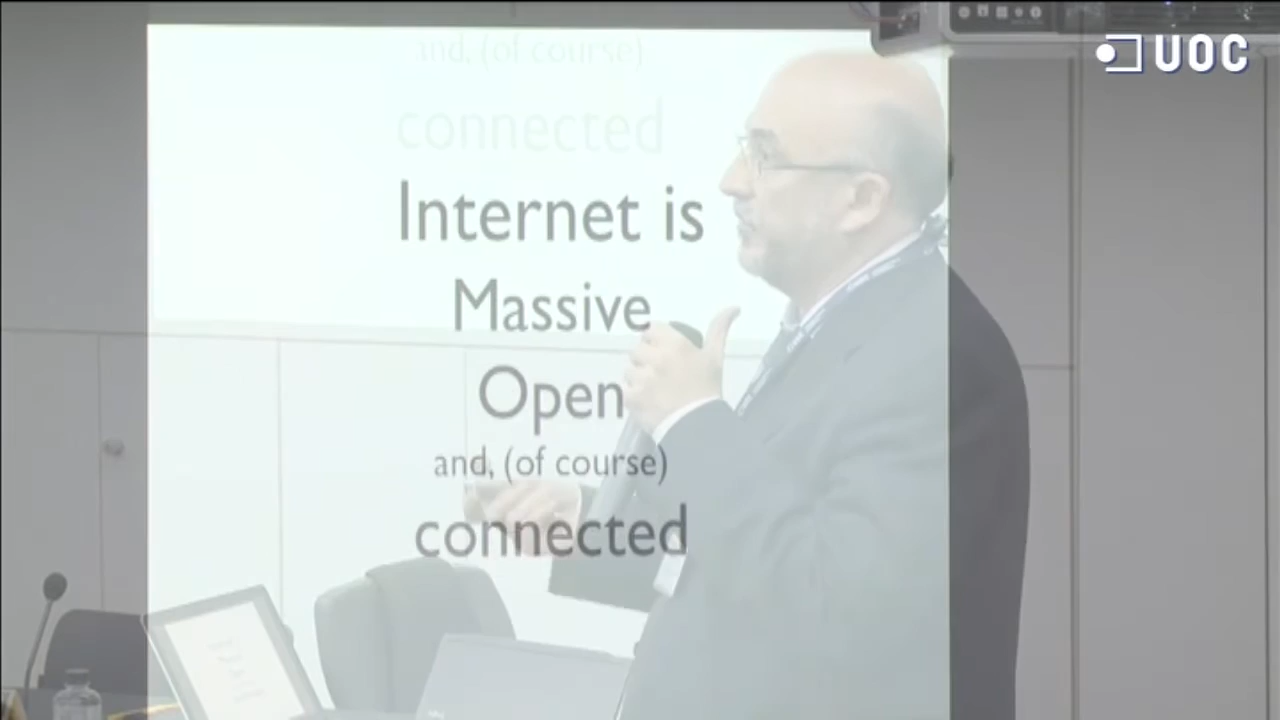 UOC
and, (of course)
connected
Internet is
Massive
Open
and, (of course)
connected